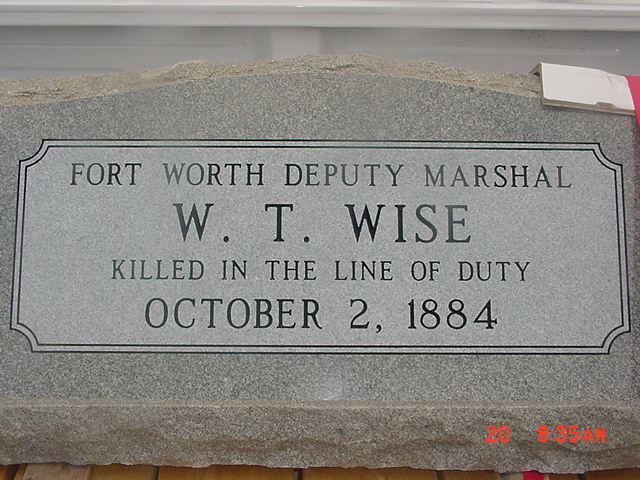 FORT WORTH DEPUTY MARSHAL
W. T. WISE
KILLED IN THE LINE OF DUTY
OCTOBER 2, 1884
20 8:35AM